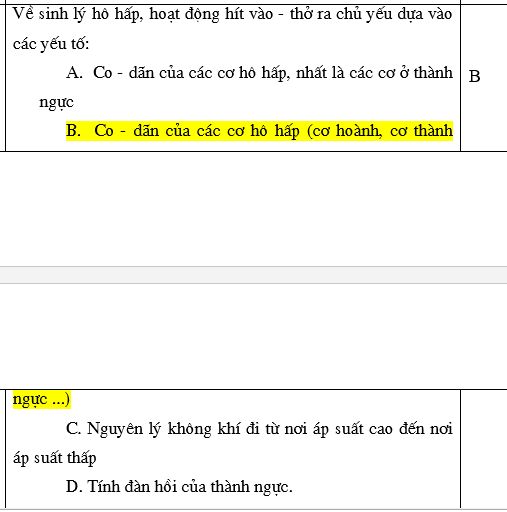 Về sinh lý hô hấp, hoạt động hít vào - thở ra chủ yếu dựa vào
các yếu tố:
A. Co - dãn của các cơ hô hấp, nhất là các cơ ở thành
B
ngực
B. Co - dãn của các cơ hô hấp (cơ hoành, cơ thành
ngực ...)
C. Nguyên lý không khí đi từ nơi áp suất cao đến nơi
áp suất thấp
D. Tính đàn hồi của thành ngực.